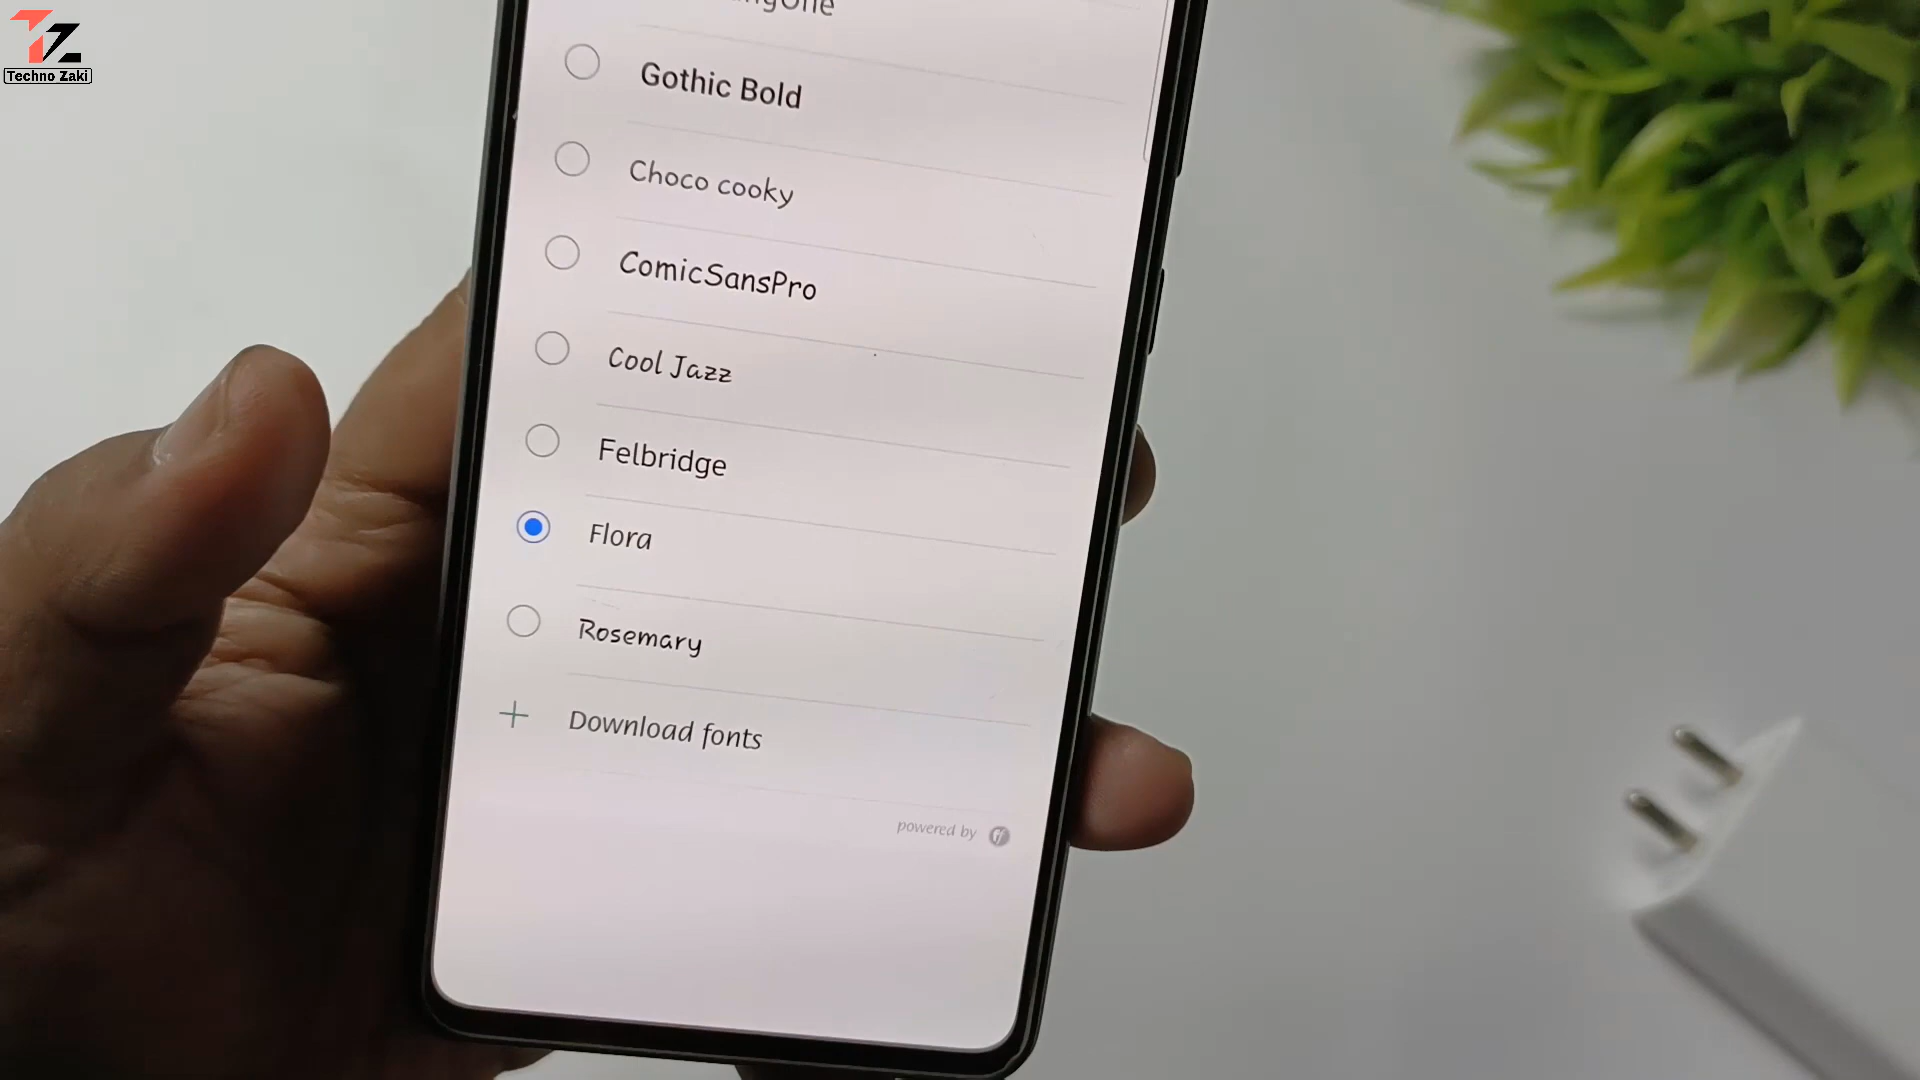 Techno Zaki
Gothic Bold
Choco cooky
ComicSansPro
Cool Jazz
Felbridge
Flora
Rosemary
Download fonts
powered by